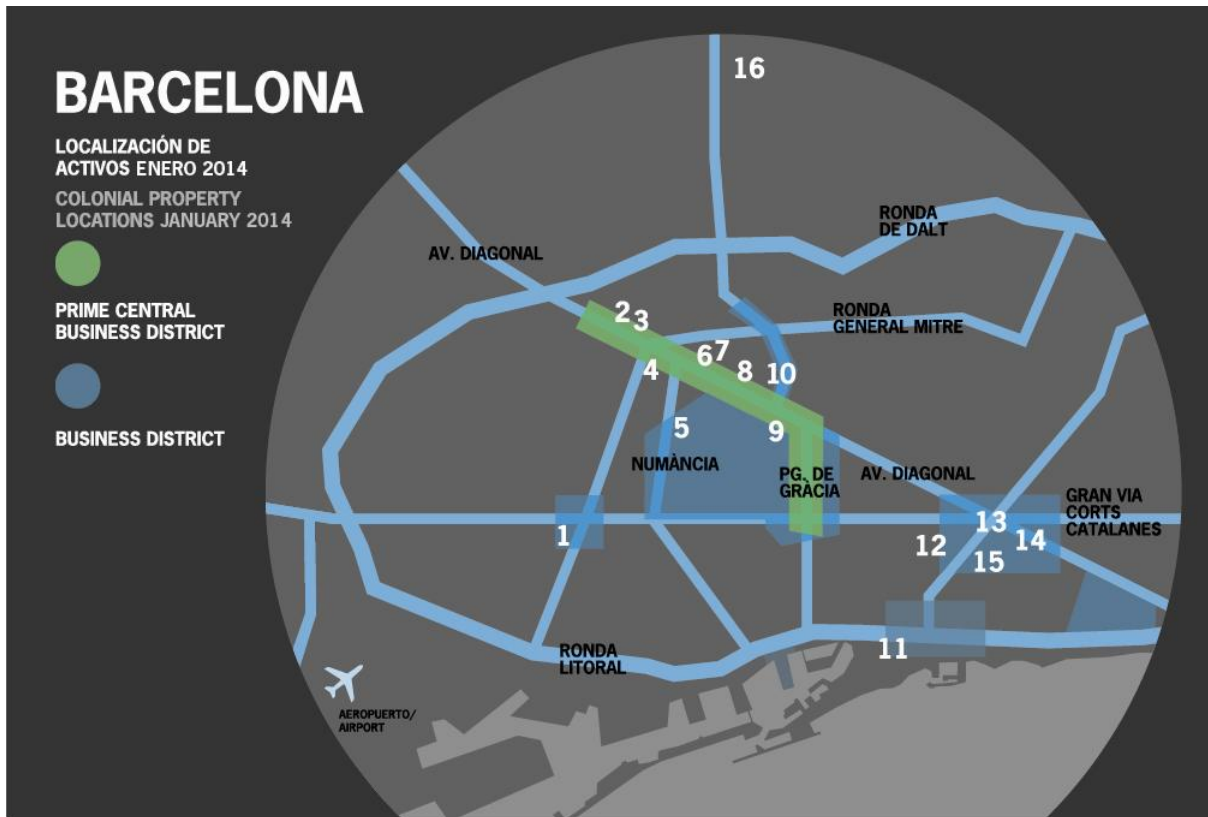 BARCELONA
LOCALIZACIÓN DE
ACTIVOS ENERO 2014
COLONIAL PROPERTY
LOCATIONS JANUARY 2014
PRIME CENTRAL
BUSINESS DISTRICT
BUSINESS DISTRICT
16
RONDA
DE DALT
AV. DIAGONAL
2
3
RONDA
GENERAL MITRE
4
6
7
8
10
5
9
NUMÀNCIA
PG. DE
GRÀCIA
AV. DIAGONAL
GRAN VIA
CORTS
CATALANES
1
12
13
14
15
11
RONDA
LITORAL
AEROPUERTO/
AIRPORT